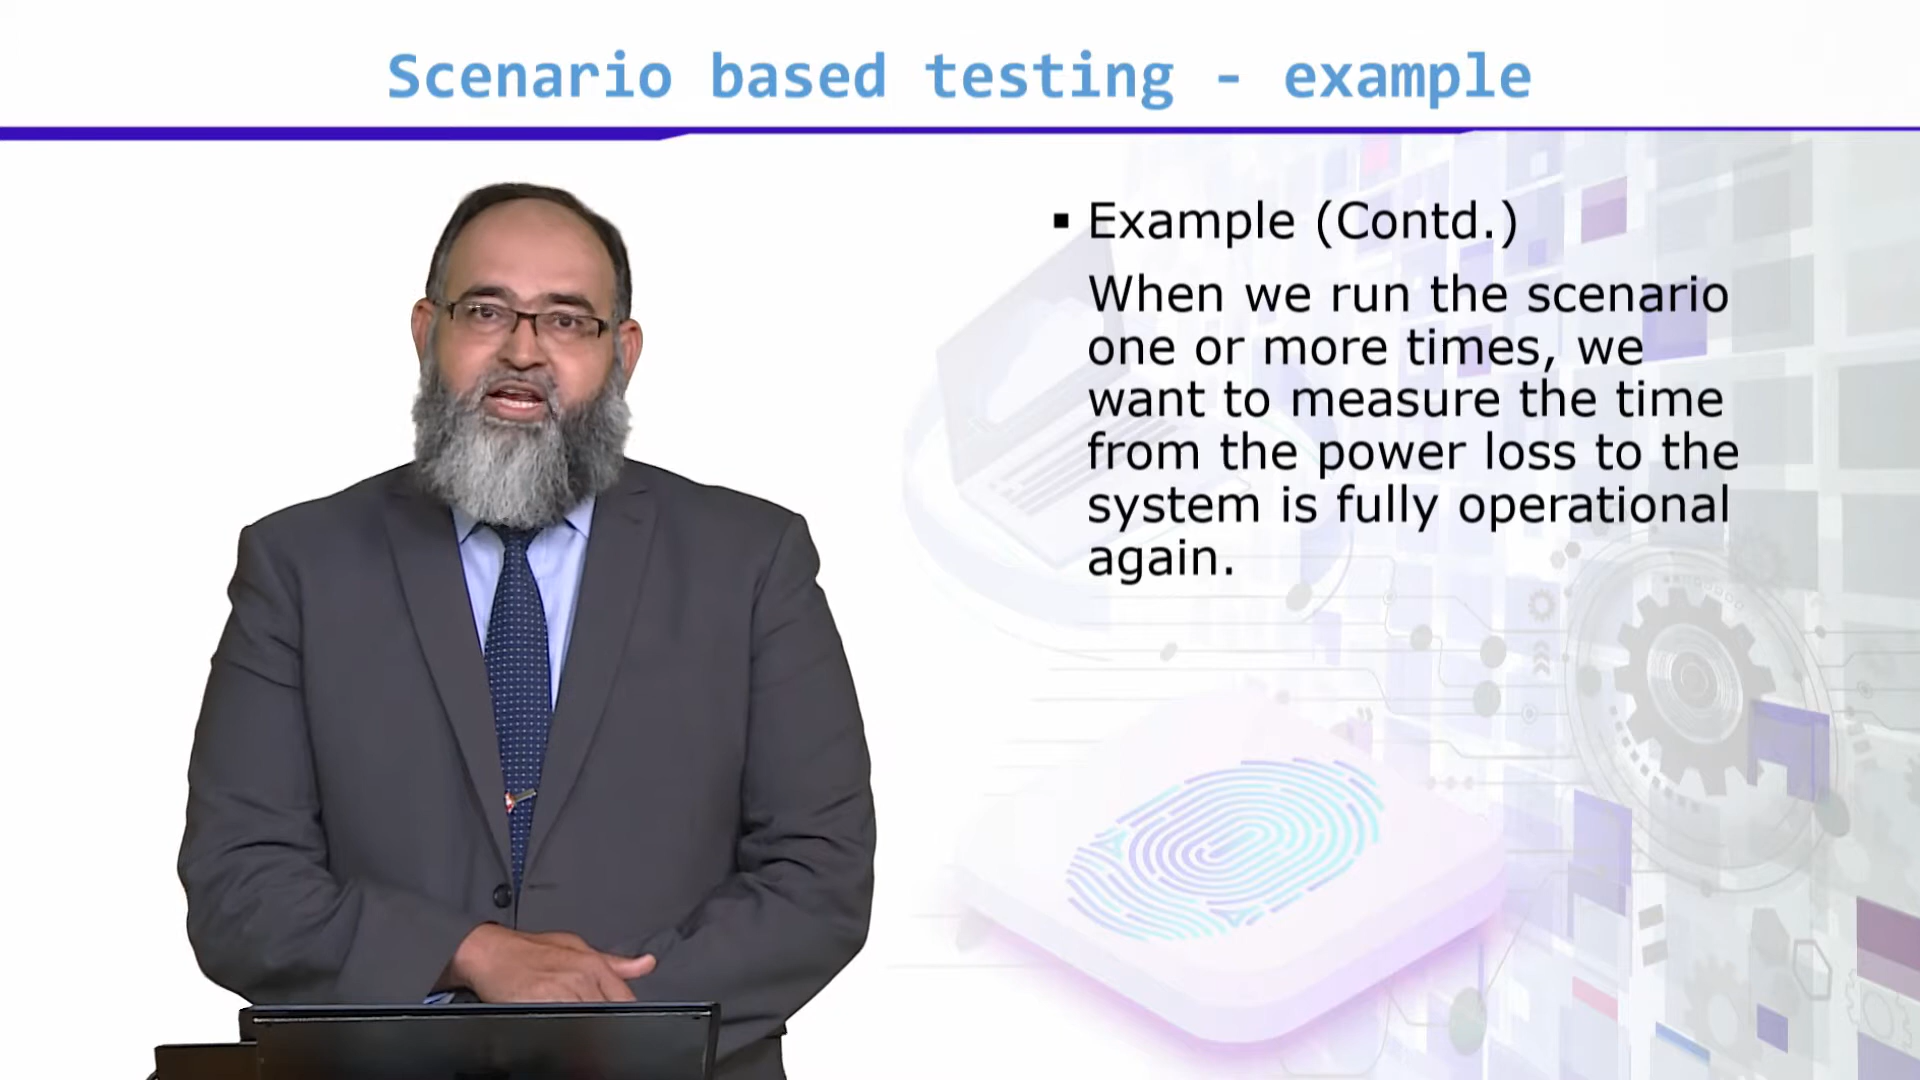 Scenario based testing - example
▪ Example (Contd.)
When we run the scenario
one or more times, we
want to measure the time
from the power loss to the
system is fully operational
again.